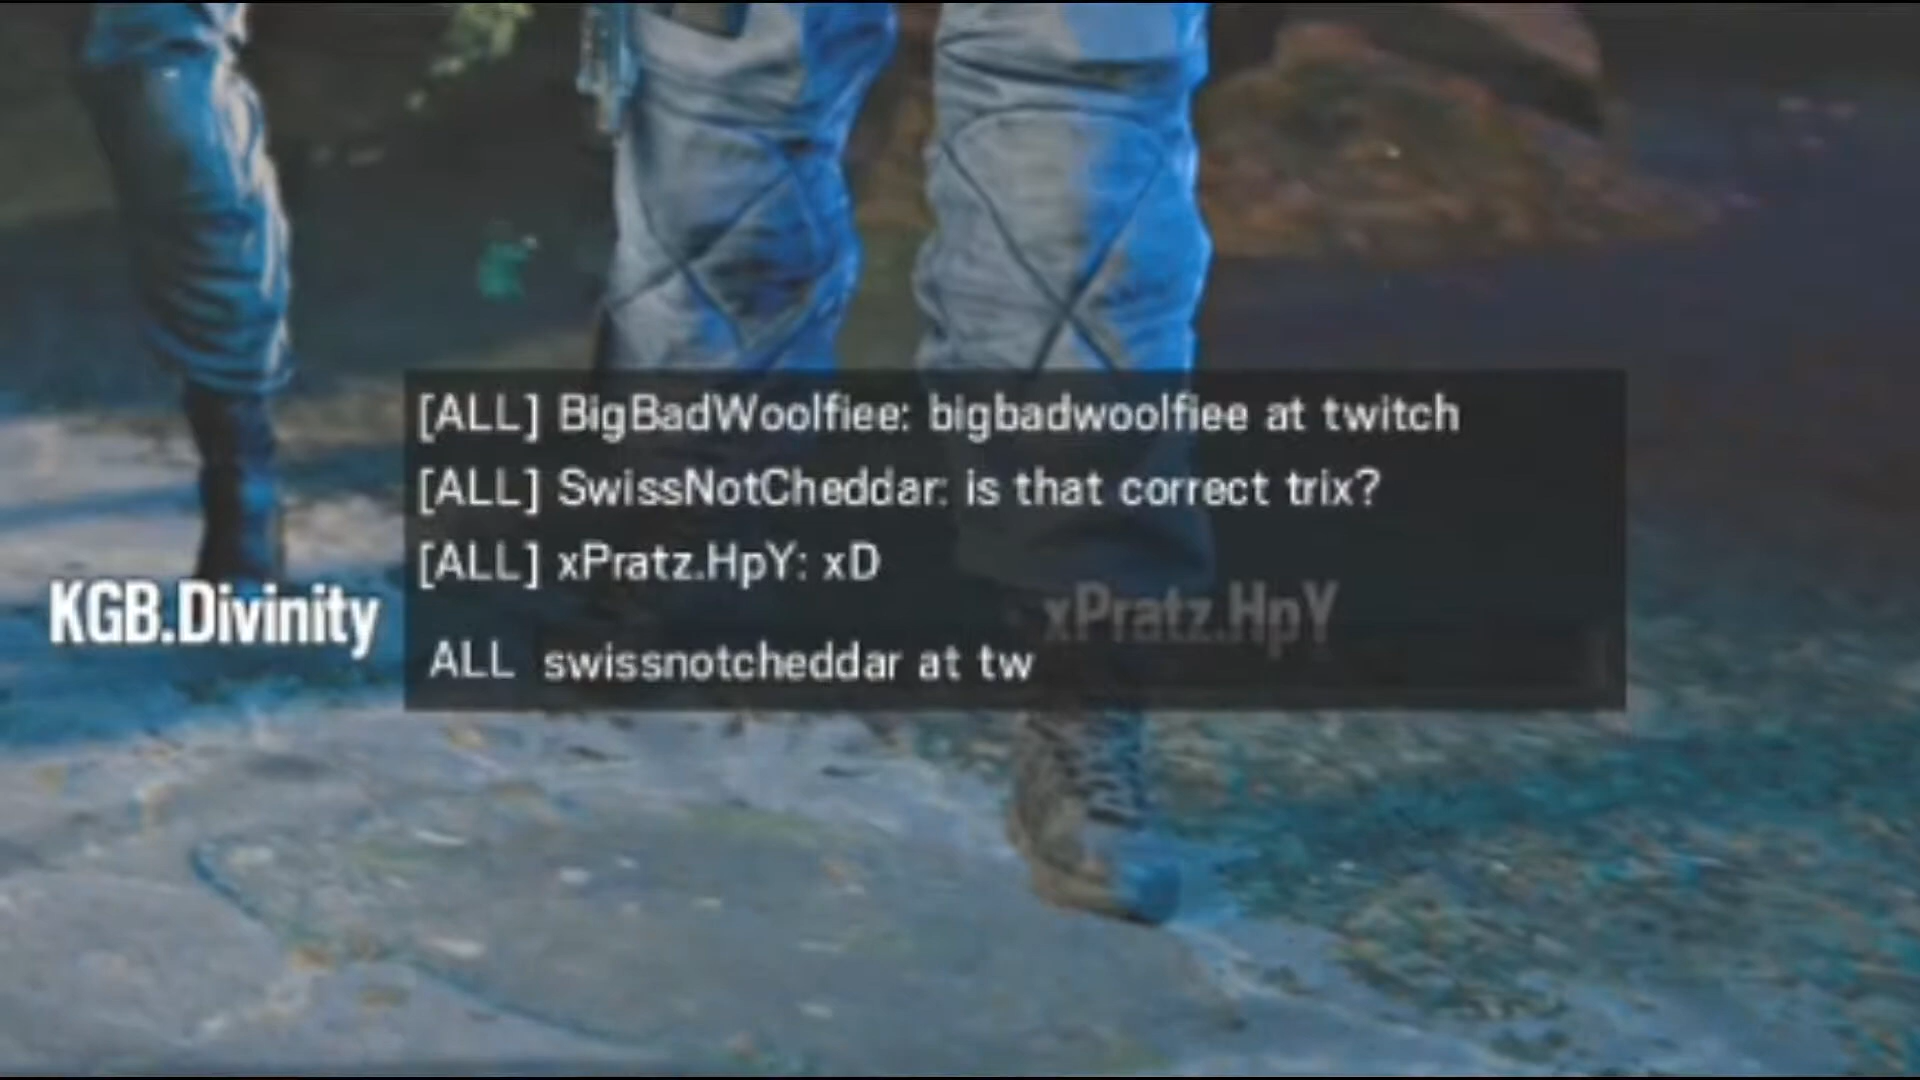 [ALL] BigBadWoolfiee: bigbadwoolfiee at twitch
[ALL] SwissNotCheddar: is that correct trix?
[ALL] xPratz.HpY: xD
KGB.Divinity
xPratz.HpY
ALL swissnotcheddar at tw